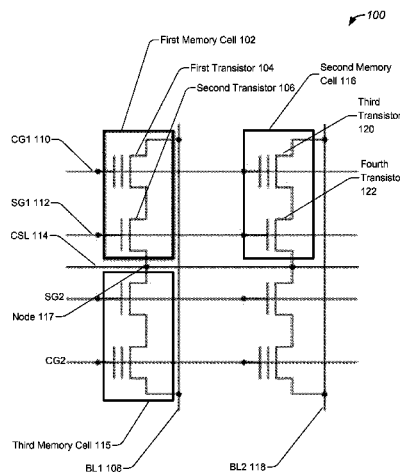 100
First Memory Cell 102
First Transistor 104
Second Transistor 106
Second Memory
Cell 116
Third
Transistor
120
CG1 110
Fourth
Transistor
122
SG1 112
CSL 114
SG2
Node 117
CG2
Third Memory Cell 115
BL1 108
BL2 118